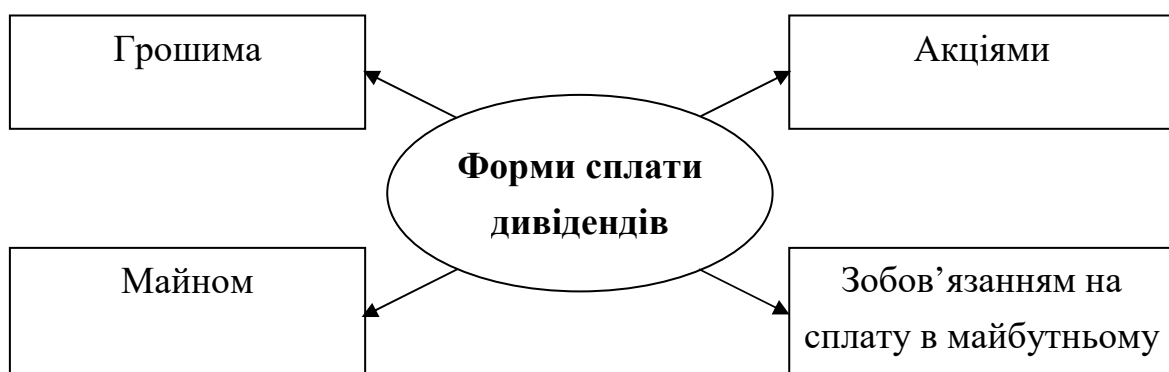 Грошима
Акціями
Форми сплати
дивідендів
Майном
Зобов’язанням на
сплату в майбутньому